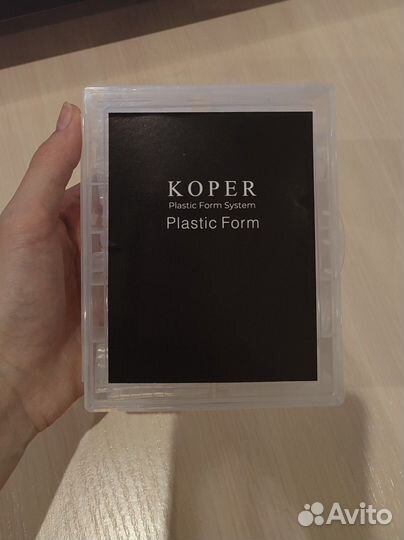 KOPER
Plastic Form System
Plastic Form
Avito